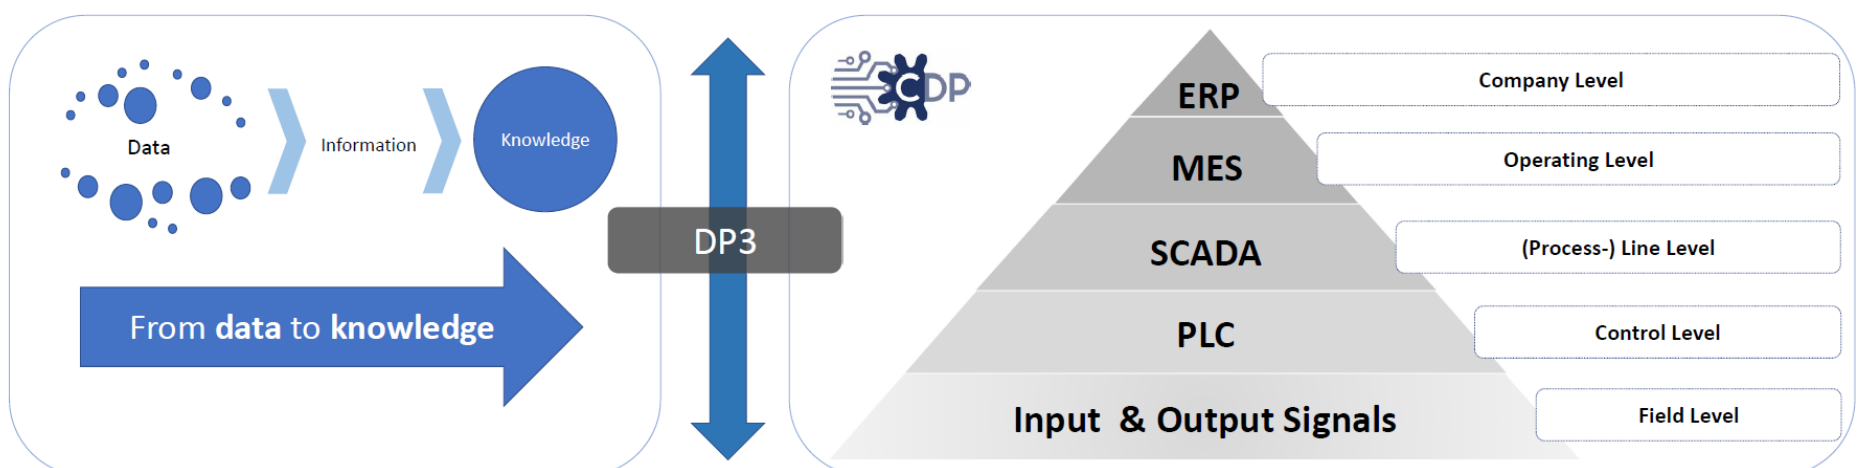 Data
Information
Knowledge
From data to knowledge
DP3
CDP
ERP
Company Level
MES
Operating Level
SCADA
(Process-) Line Level
PLC
Control Level
Input & Output Signals
Field Level